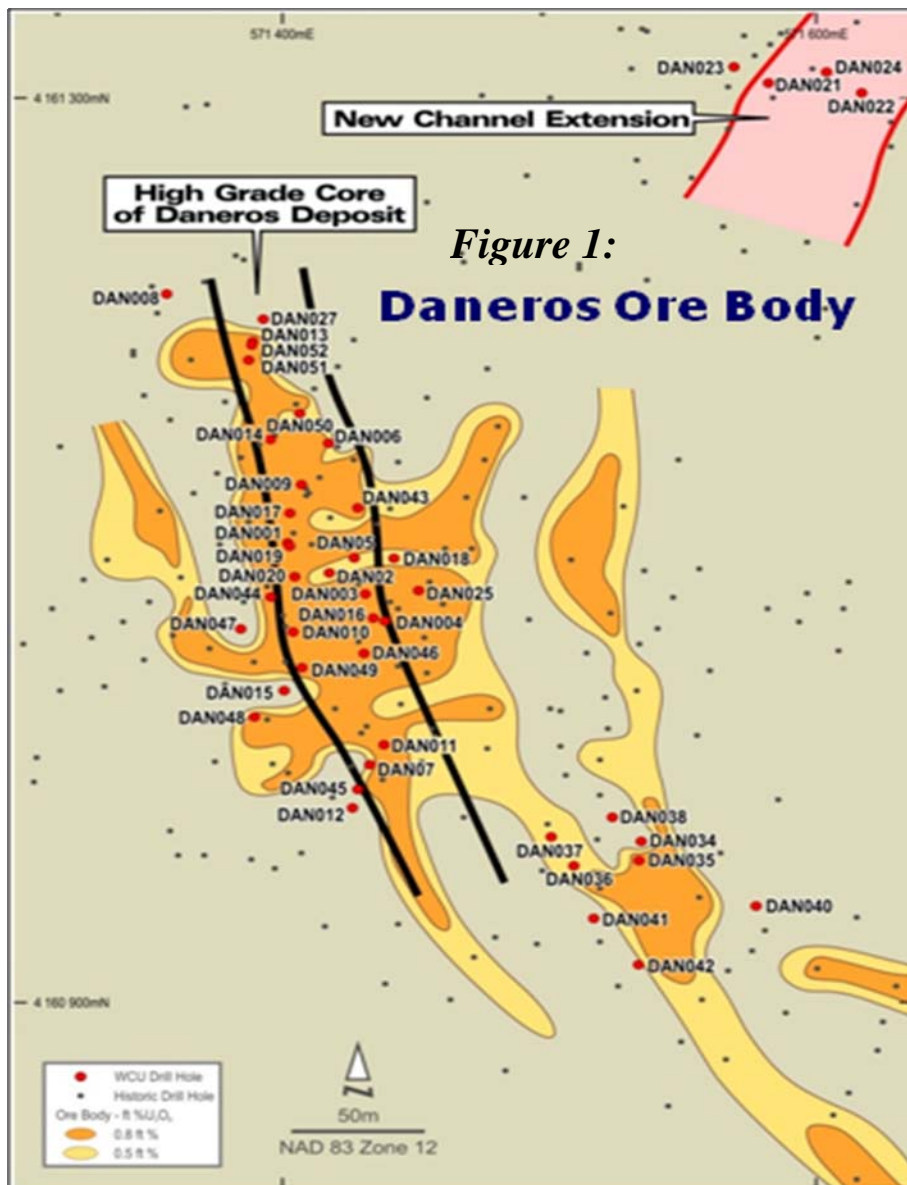 571 400mE
571 600mE
DAN023
DAN024
DAN021
4 161 300mN
DAN022
New Channel Extension
High Grade Core
of Daneros Deposit
Figure 1:
Daneros Ore Body
DAN008
DAN027
DAN013
DAN052
DAN051
DAN050
DAN014
DAN006
DAN009
DAN043
DAN017
DAN001
DAN05
DAN019
DAN018
DAN020
DAN02
DAN044
DAN003
DAN025
DAN016
DAN004
DAN047
DAN010
DAN046
DAN049
DAN015
DAN048
DAN011
DAN07
DAN045
DAN012
DAN038
DAN034
DAN037
DAN035
DAN036
DAN040
DAN041
DAN042
4 160 900mN
WCU Drill Hole
Historic Drill Hole
Ore Body - ft %U₃O₈
0.8 ft %
0.5 ft %
N
50m
NAD 83 Zone 12